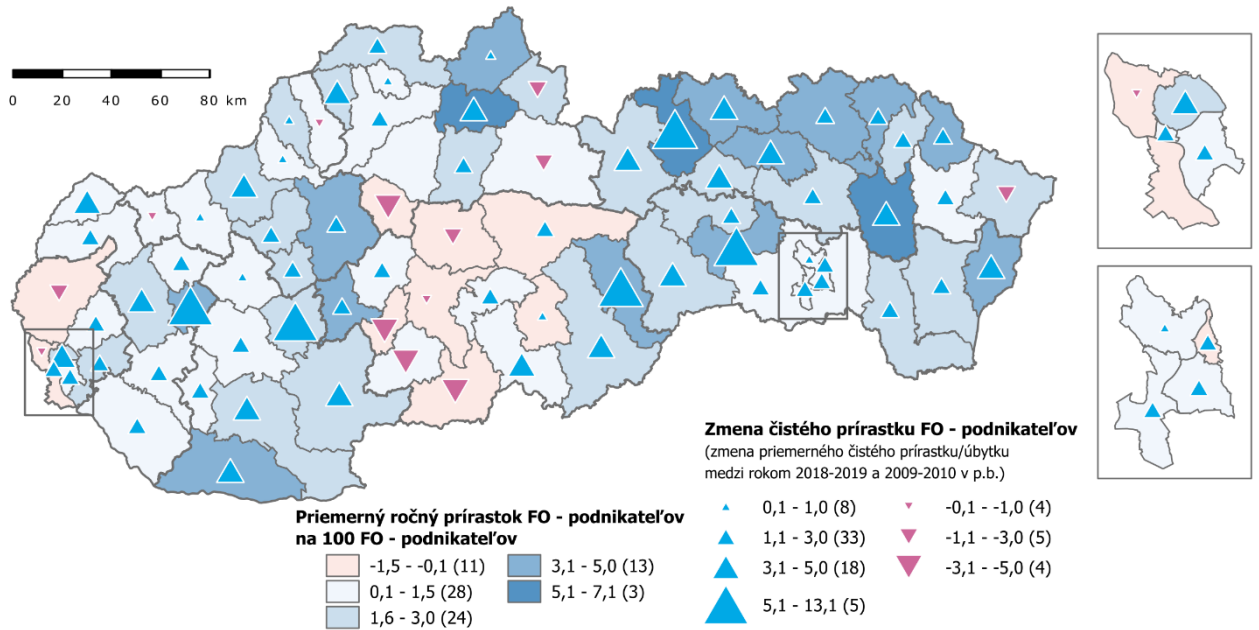 0 20 40 60 80 km
Zmena čistého prírastku FO - podnikateľov
(zmena priemerného čistého prírastku/úbytku
medzi rokom 2018-2019 a 2009-2010 v p.b.)
0,1 - 1,0 (8)
1,1 - 3,0 (33)
3,1 - 5,0 (18)
5,1 - 13,1 (5)
-0,1 - -1,0 (4)
-1,1 - -3,0 (5)
-3,1 - -5,0 (4)
Priemerný ročný prírastok FO - podnikateľov
na 100 FO - podnikateľov
-1,5 - -0,1 (11)
0,1 - 1,5 (28)
1,6 - 3,0 (24)
3,1 - 5,0 (13)
5,1 - 7,1 (3)